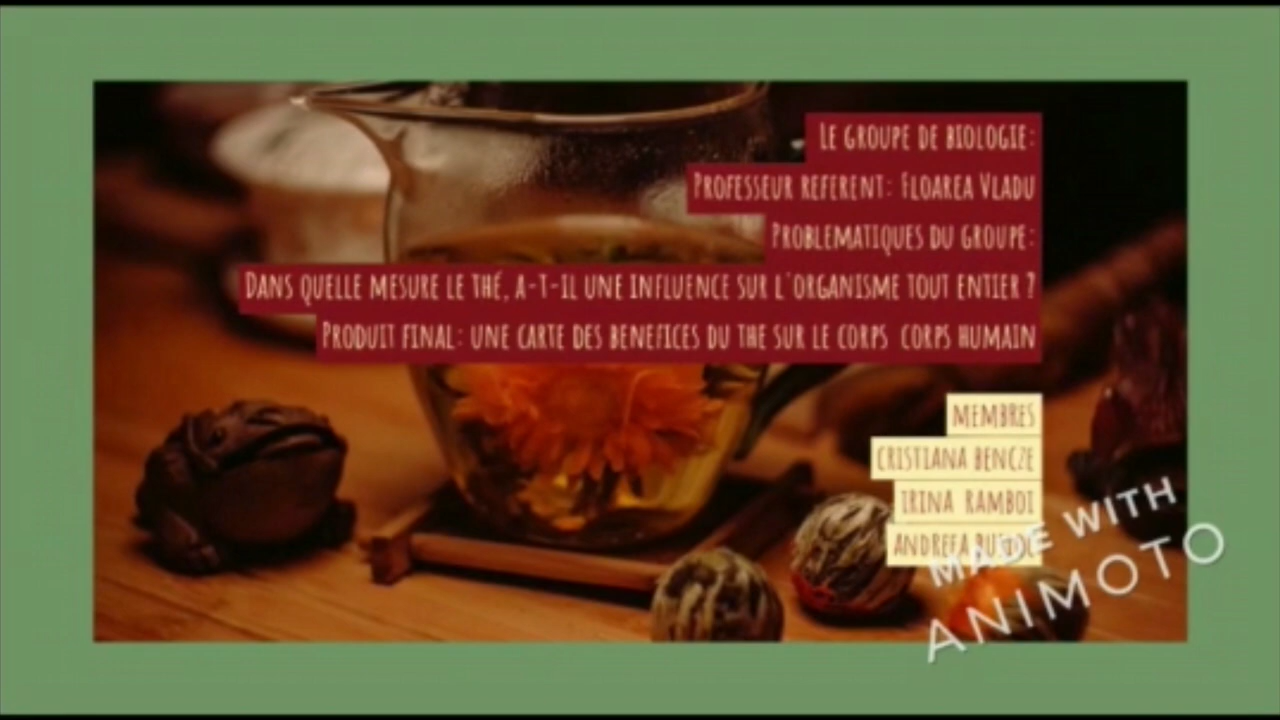 LE GROUPE DE BIOLOGIE:
PROFESSEUR REFERENT: FLOAREA VLADU
PROBLEMATIQUES DU GROUPE:
DANS QUELLE MESURE LE THÉ, A-T-IL UNE INFLUENCE SUR L'ORGANISME TOUT ENTIER ?
PRODUIT FINAL: UNE CARTE DES BENEFICES DU THE SUR LE CORPS CORPS HUMAIN
MEMBRES
CRISTIANA BENCZE
IRINA RAMBOI
ANDREEA
MADE WITH
ANIMOTO